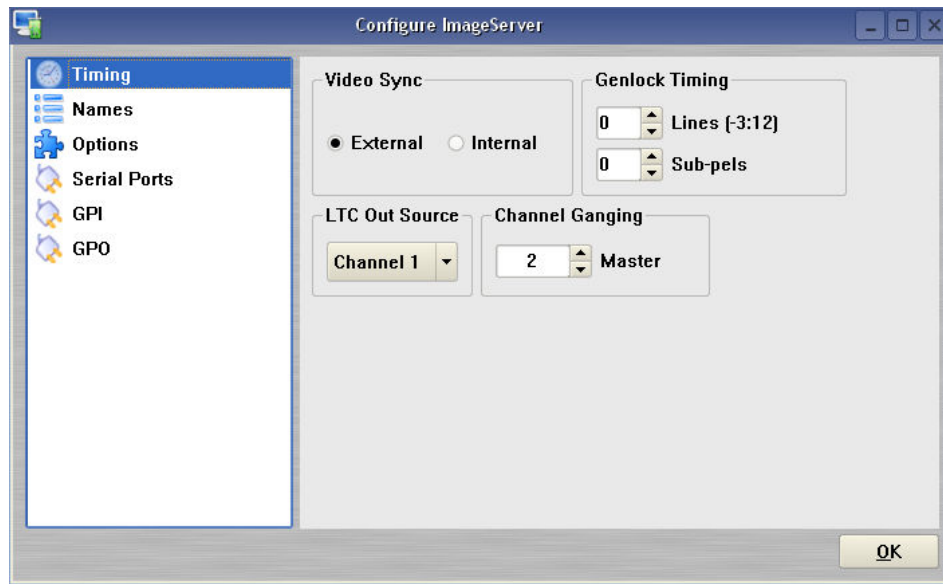 Configure ImageServer
Timing
Names
Options
Serial Ports
GPI
GPO
Video Sync
External Internal
Genlock Timing
0 Lines (-3:12)
0 Sub-pels
LTC Out Source
Channel 1
Channel Ganging
2 Master
OK